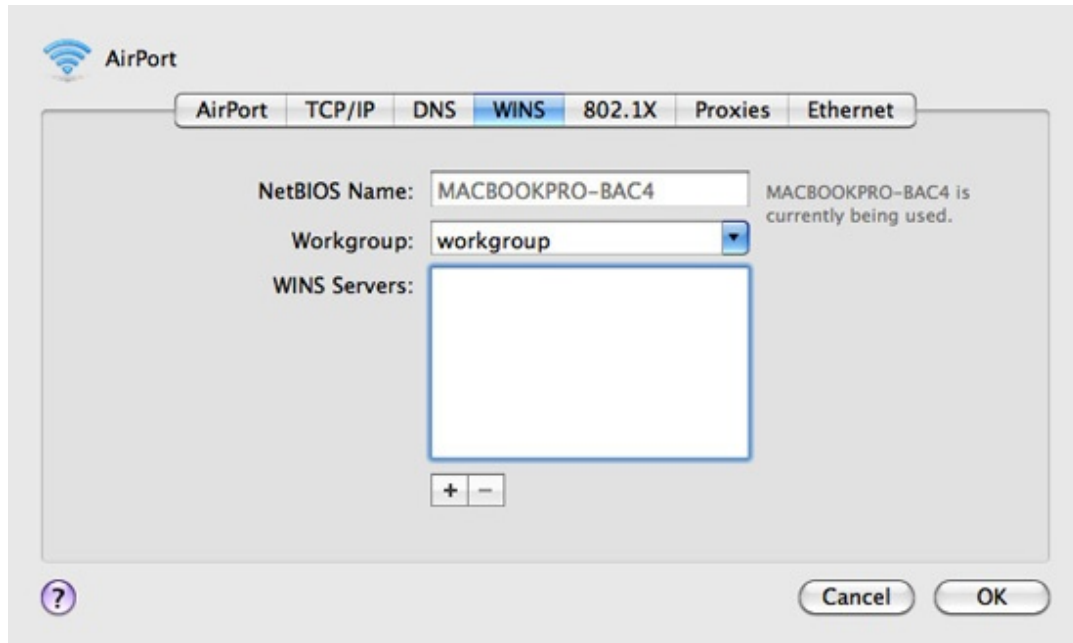 AirPort
AirPort TCP/IP DNS WINS 802.1X Proxies Ethernet
NetBIOS Name: MACBOOKPRO-BAC4 MACBOOKPRO-BAC4 is
currently being used.
Workgroup: workgroup
WINS Servers:
+ −
? Cancel OK